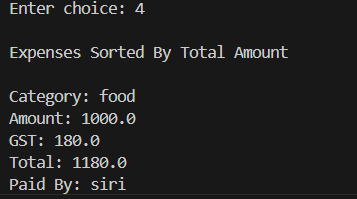 Enter choice: 4
Expenses Sorted By Total Amount
Category: food
Amount: 1000.0
GST: 180.0
Total: 1180.0
Paid By: siri